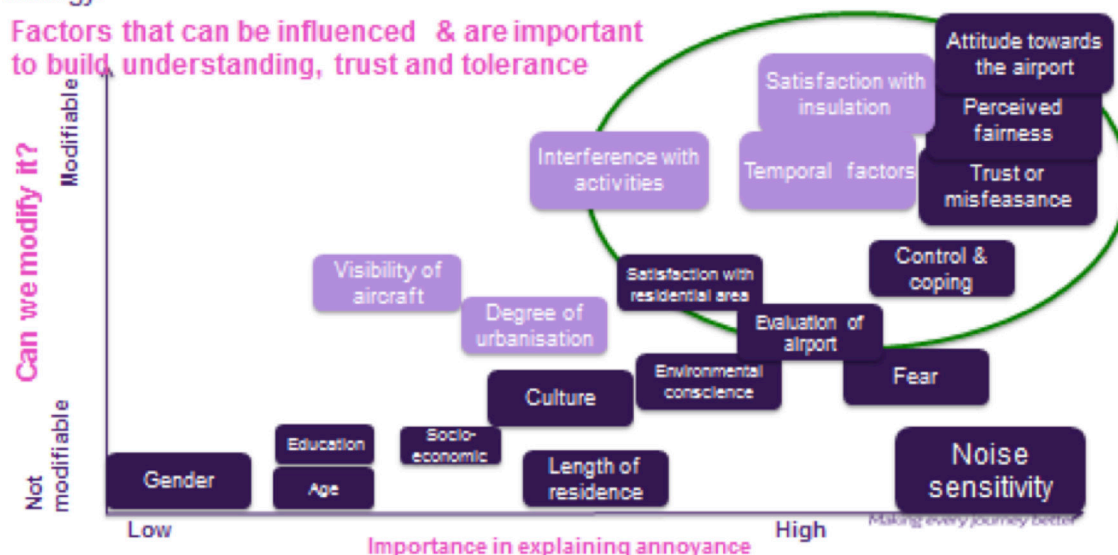 Factors that can be influenced & are important
to build understanding, trust and tolerance
Can we modify it?
Modifiable
Not
modifiable
Attitude towards
the airport
Satisfaction with
insulation
Perceived
fairness
Interference with
activities
Temporal factors
Trust or
misfeasance
Visibility of
aircraft
Satisfaction with
residential area
Control &
coping
Degree of
urbanisation
Evaluation of
airport
Environmental
conscience
Fear
Culture
Education
Socio-
economic
Gender
Age
Length of
residence
Noise
sensitivity
Low
High
Making every journey better
Importance in explaining annoyance